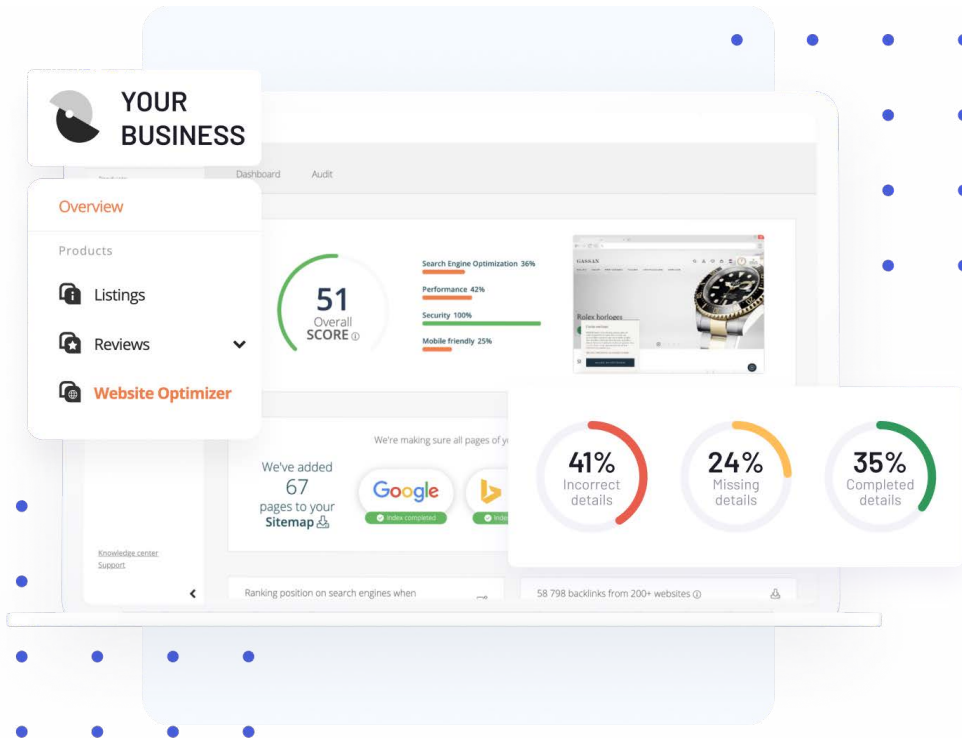 YOUR
BUSINESS
Dashboard Audit
Overview
Products
Listings
Reviews
Website Optimizer
51
Overall
SCORE
Search Engine Optimization 36%
Performance 42%
Security 100%
Mobile friendly 25%
GASSAN
Rolex horloges
We're making sure all pages of
We've added
67
pages to your
Sitemap
Google
Index completed
41%
Incorrect
details
24%
Missing
details
35%
Completed
details
Knowledge center
Support
Ranking position on search engines when
58 798 backlinks from 200+ websites